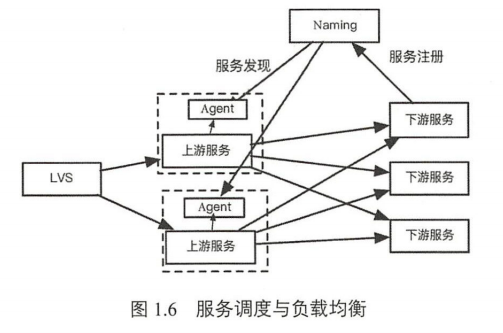 Naming
服务发现
服务注册
Agent
上游服务
下游服务
LVS
下游服务
Agent
上游服务
下游服务
图 1.6 服务调度与负载均衡